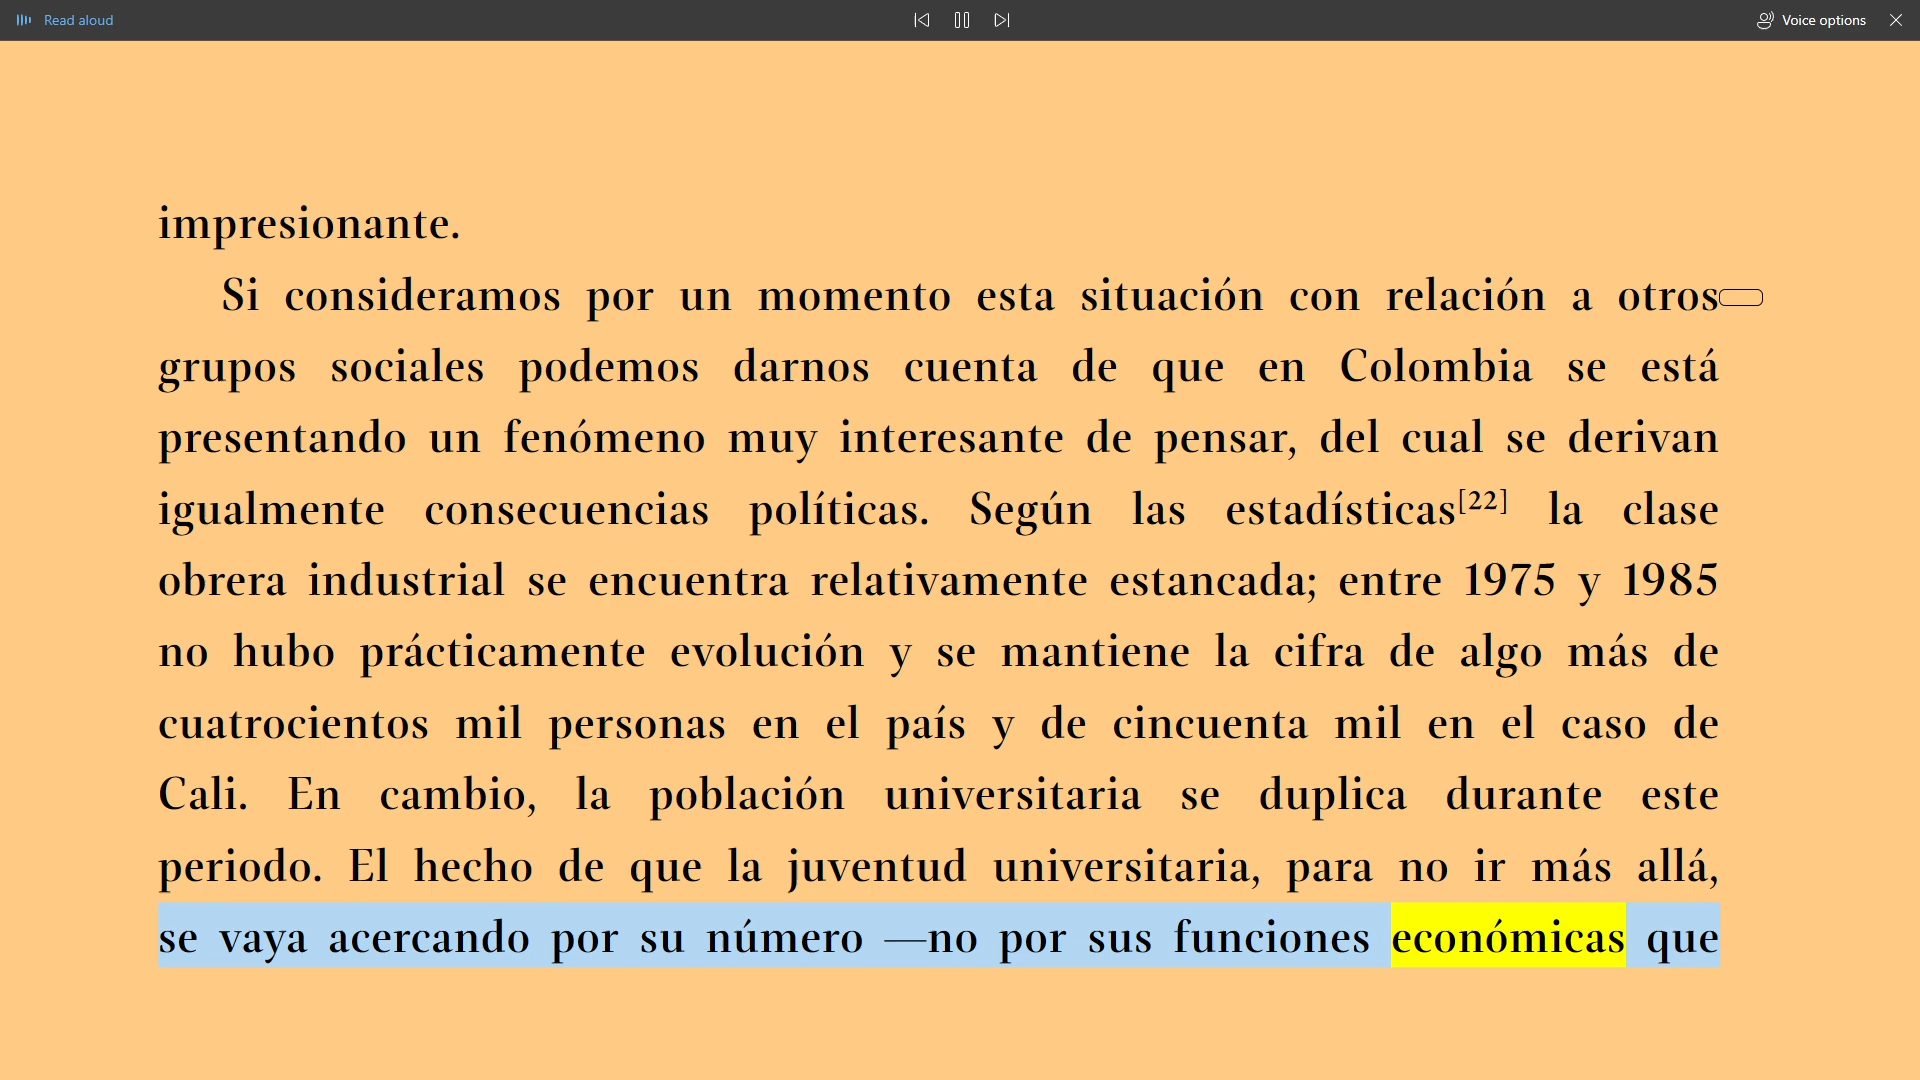 Read aloud
Voice options
impresionante.
Si consideramos por un momento esta situación con relación a otros
grupos sociales podemos darnos cuenta de que en Colombia se está
presentando un fenómeno muy interesante de pensar, del cual se derivan
igualmente consecuencias políticas. Según las estadísticas[22] la clase
obrera industrial se encuentra relativamente estancada; entre 1975 y 1985
no hubo prácticamente evolución y se mantiene la cifra de algo más de
cuatrocientos mil personas en el país y de cincuenta mil en el caso de
Cali. En cambio, la población universitaria se duplica durante este
periodo. El hecho de que la juventud universitaria, para no ir más allá,
se vaya acercando por su número —no por sus funciones económicas que